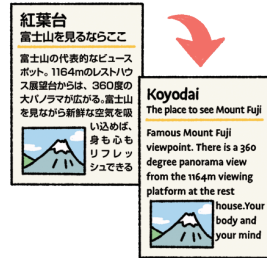 紅葉台
富士山を見るならここ
富士山の代表的なビュース
ポット。1164mのレストハウ
ス展望台からは、360度の
大パノラマが広がる。富士山
を見ながら新鮮な空気を吸
い込めば、
身も心も
リフレッ
シュできる
Koyodai
The place to see Mount Fuji
Famous Mount Fuji
viewpoint. There is a 360
degree panorama view
from the 1164m viewing
platform at the rest
house.Your
body and
your mind